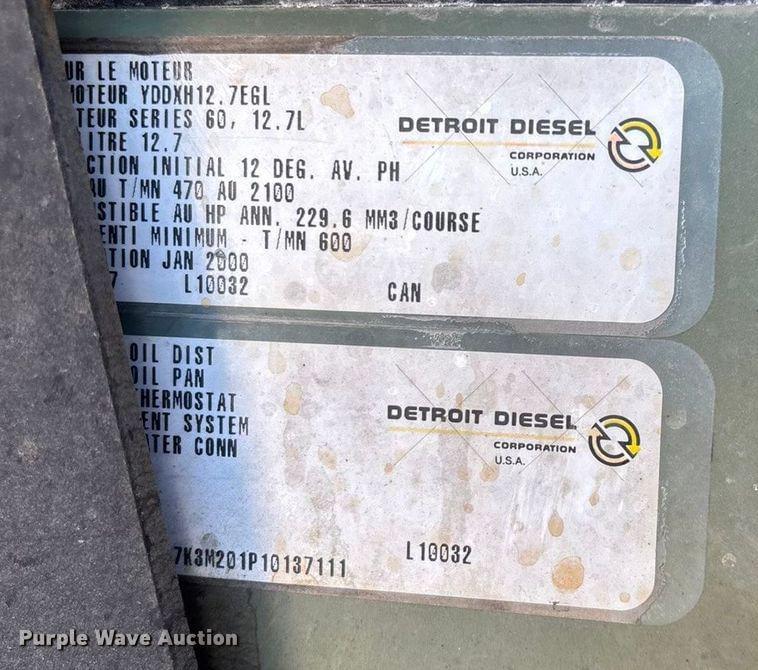 UR LE MOTEUR
MOTEUR YDDXH12.7EGL
TEUR SERIES 60, 12.7L
LITRE 12.7
CTION INITIAL 12 DEG. AV. PH
AU T/MN 470 AU 2100
STIBLE AU HP ANN. 229.6 MM3/COURSE
ENTI MINIMUM - T/MN 600
TION JAN 2000
7 L10032 CAN
DETROIT DIESEL
CORPORATION
U.S.A.
OIL DIST
OIL PAN
THERMOSTAT
ENT SYSTEM
ATER CONN
7K3M201P10137111 L10032
DETROIT DIESEL
CORPORATION
U.S.A.
Purple Wave Auction